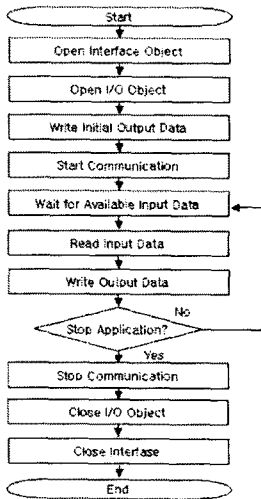 Start
Open Interface Object
Open I/O Object
Write Initial Output Data
Start Communication
Wait for Available Input Data
Read Input Data
Write Output Data
No
Stop Application?
Yes
Stop Communication
Close I/O Object
Close Interfase
End